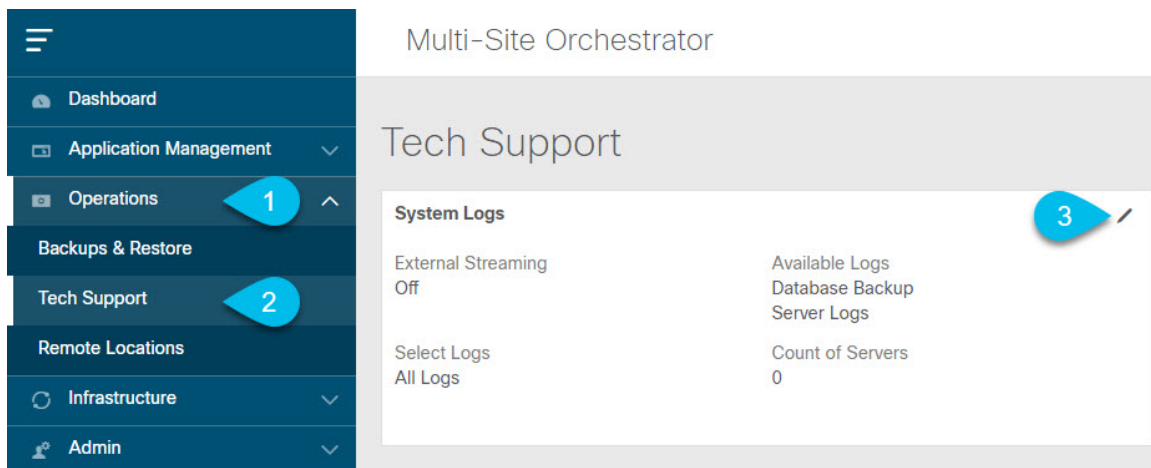 Multi-Site Orchestrator
Dashboard
Application Management
Operations
1
Backups & Restore
Tech Support
2
Remote Locations
Infrastructure
Admin
Tech Support
System Logs
3
External Streaming
Off
Available Logs
Database Backup
Server Logs
Select Logs
All Logs
Count of Servers
0